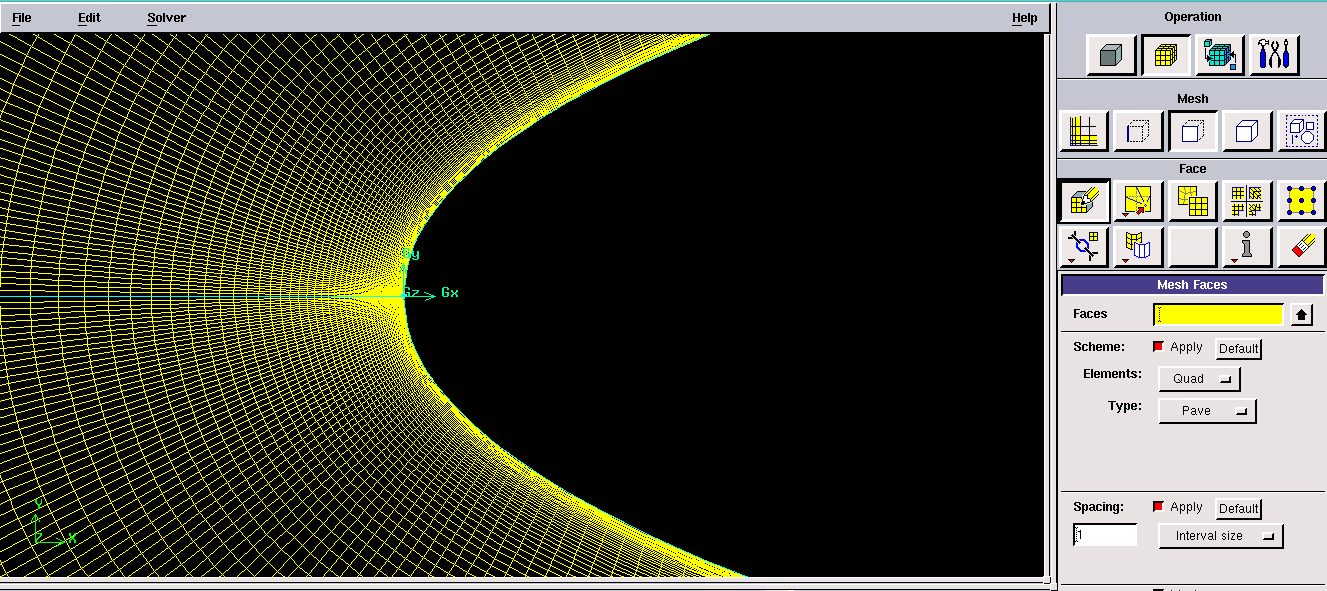 File Edit Solver Help
Operation
Mesh
Face
Mesh Faces
Faces
Scheme: Apply Default
Elements: Quad
Type: Pave
Spacing: Apply Default
1 Interval size
Gy
Gz Gx
Y
Z X